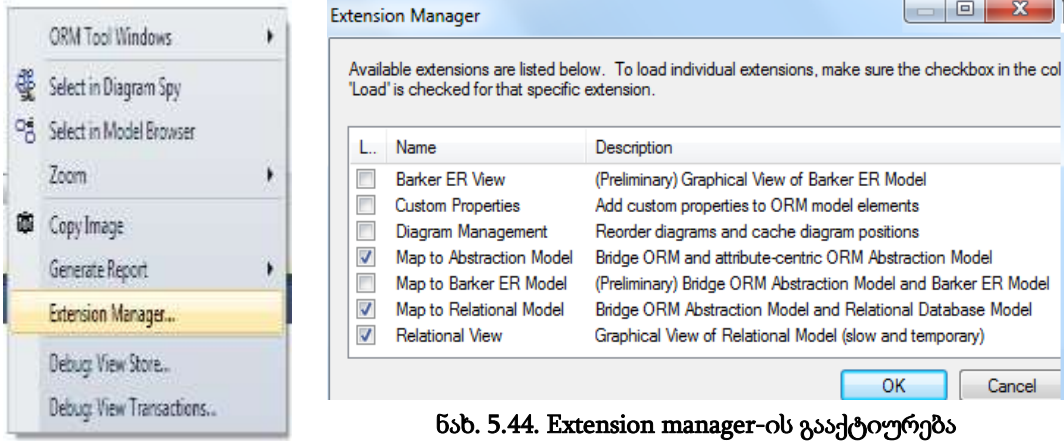 ORM Tool Windows
Select in Diagram Spy
Select in Model Browser
Zoom
Copy Image
Generate Report
Extension Manager...
Debug: View Store...
Debug: View Transactions...
Extension Manager
Available extensions are listed below. To load individual extensions, make sure the checkbox in the col
'Load' is checked for that specific extension.
L.. Name Description
Barker ER View (Preliminary) Graphical View of Barker ER Model
Custom Properties Add custom properties to ORM model elements
Diagram Management Reorder diagrams and cache diagram positions
Map to Abstraction Model Bridge ORM and attribute-centric ORM Abstraction Model
Map to Barker ER Model (Preliminary) Bridge ORM Abstraction Model and Barker ER Model
Map to Relational Model Bridge ORM Abstraction Model and Relational Database Model
Relational View Graphical View of Relational Model (slow and temporary)
OK Cancel
ნახ. 5.44. Extension manager-ის გააქტიურება